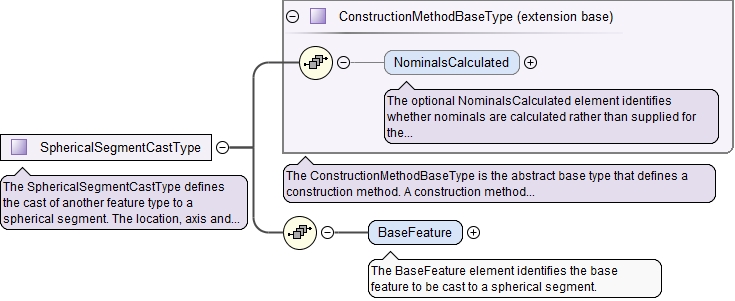 ConstructionMethodBaseType (extension base)
NominalsCalculated
The optional NominalsCalculated element identifies
whether nominals are calculated rather than supplied for
the...
SphericalSegmentCastType
The SphericalSegmentCastType defines
the cast of another feature type to a
spherical segment. The location, axis and...
The ConstructionMethodBaseType is the abstract base type that defines a
construction method. A construction method...
BaseFeature
The BaseFeature element identifies the base
feature to be cast to a spherical segment.